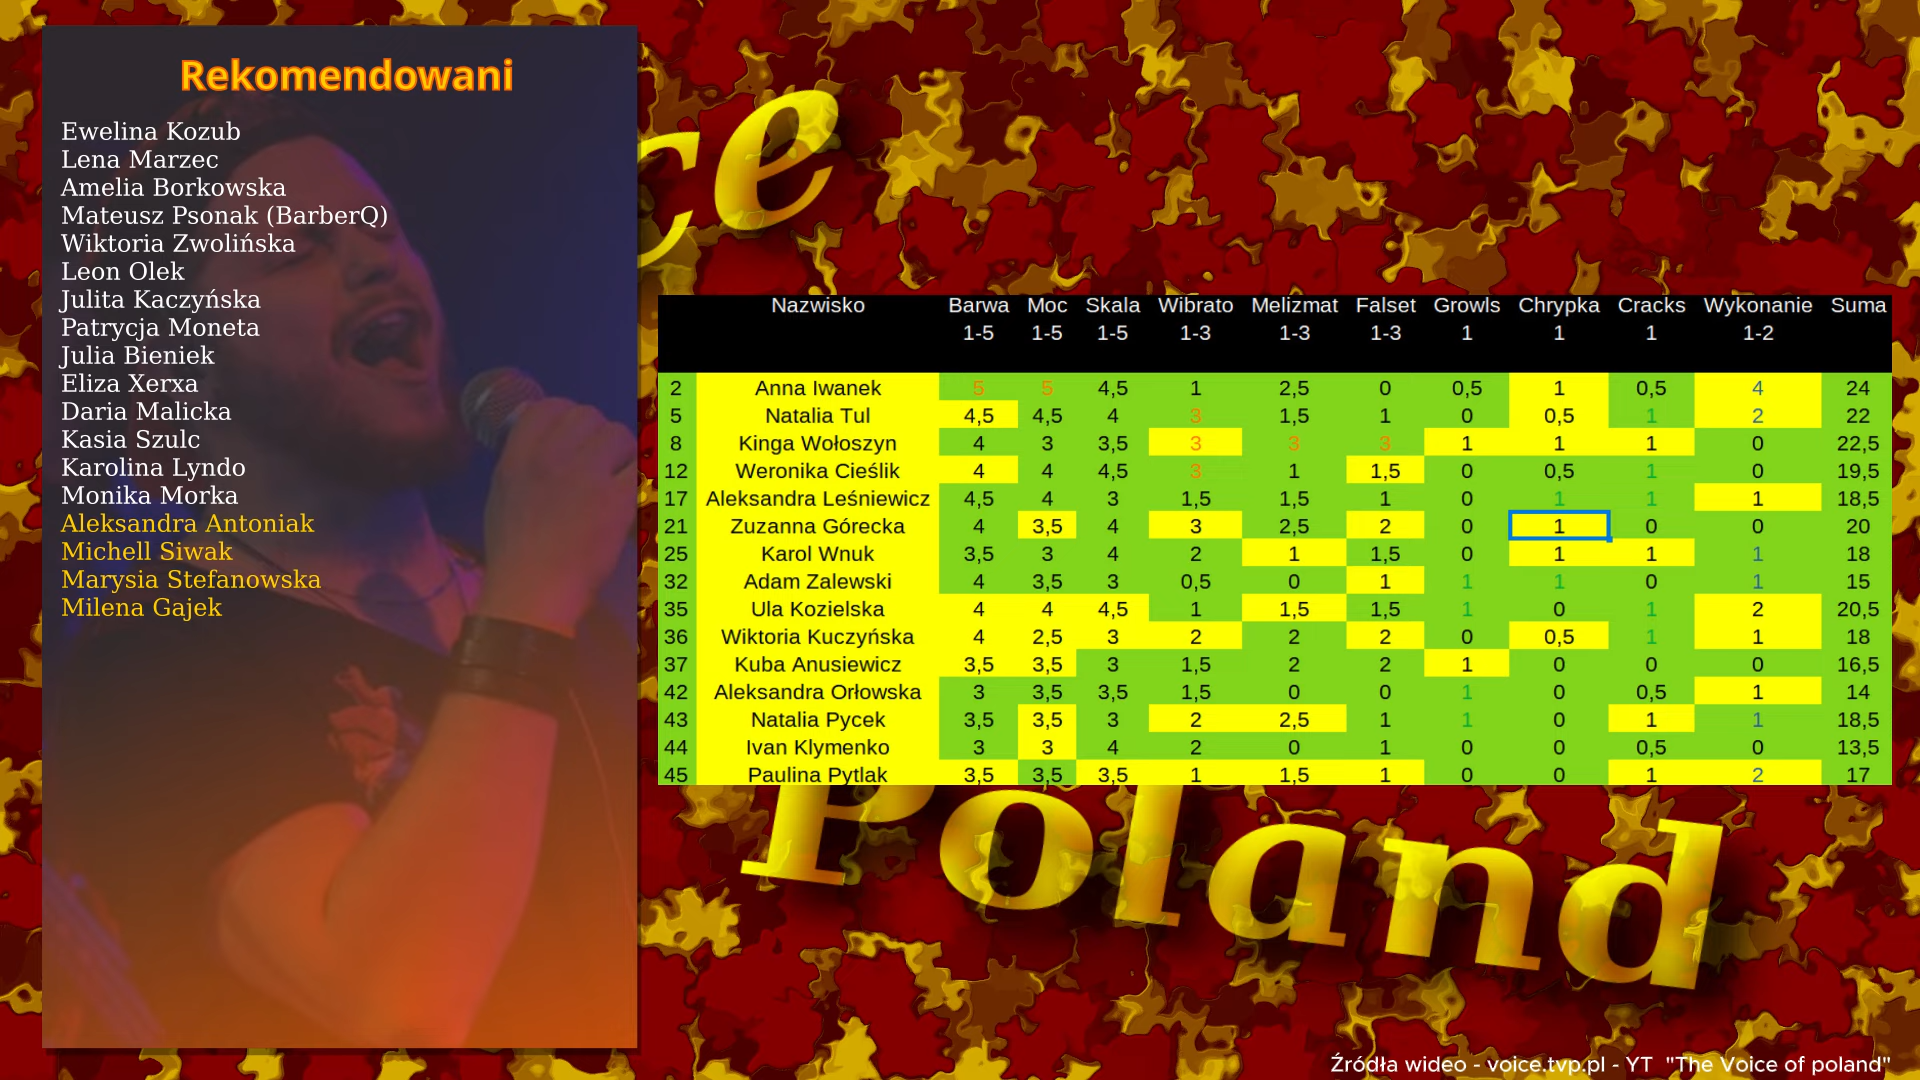 Rekomendowani
Ewelina Kozub
Lena Marzec
Amelia Borkowska
Mateusz Psonak (BarberQ)
Wiktoria Zwolińska
Leon Olek
Julita Kaczyńska
Patrycja Moneta
Julia Bieniek
Eliza Xerxa
Daria Malicka
Kasia Szulc
Karolina Lyndo
Monika Morka
Aleksandra Antoniak
Michell Siwak
Marysia Stefanowska
Milena Gajek
ce
Nazwisko Barwa Moc Skala Wibrato Melizmat Falset Growls Chrypka Cracks Wykonanie Suma
1-5 1-5 1-5 1-3 1-3 1-3 1 1 1 1-2
2 Anna Iwanek 5 5 4,5 1 2,5 0 0,5 1 0,5 4 24
5 Natalia Tul 4,5 4,5 4 3 1,5 1 0 0,5 1 2 22
8 Kinga Wołoszyn 4 3 3,5 3 3 3 1 1 1 0 22,5
12 Weronika Cieślik 4 4 4,5 3 1 1,5 0 0,5 1 0 19,5
17 Aleksandra Leśniewicz 4,5 4 3 1,5 1,5 1 0 1 1 1 18,5
21 Zuzanna Górecka 4 3,5 4 3 2,5 2 0 1 0 0 20
25 Karol Wnuk 3,5 3 4 2 1 1,5 0 1 1 1 18
32 Adam Zalewski 4 3,5 3 0,5 0 1 1 1 0 1 15
35 Ula Kozielska 4 4 4,5 1 1,5 1,5 1 0 1 2 20,5
36 Wiktoria Kuczyńska 4 2,5 3 2 2 2 0 0,5 1 1 18
37 Kuba Anusiewicz 3,5 3,5 3 1,5 2 2 1 0 0 0 16,5
42 Aleksandra Orłowska 3 3,5 3,5 1,5 0 0 1 0 0,5 1 14
43 Natalia Pycek 3,5 3,5 3 2 2,5 1 1 0 1 1 18,5
44 Ivan Klymenko 3 3 4 2 0 1 0 0 0,5 0 13,5
45 Paulina Pytlak 3,5 3,5 3,5 1 1,5 1 0 0 1 2 17
Poland
Źródła wideo - voice.tvp.pl - YT "The Voice of poland"